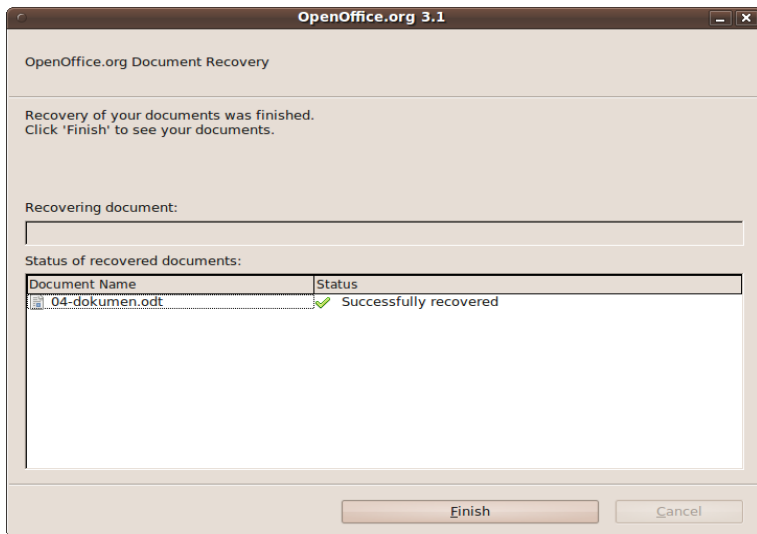 OpenOffice.org 3.1
OpenOffice.org Document Recovery
Recovery of your documents was finished.
Click 'Finish' to see your documents.
Recovering document:
Status of recovered documents:
Document Name Status
04-dokumen.odt Successfully recovered
Finish Cancel